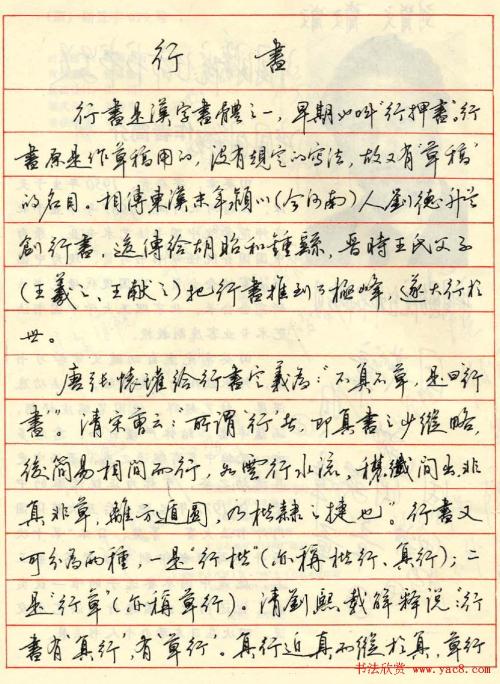 行書
行書是漢字書體之一，早期也叫“行押書”。行
書原是作草稿用的，没有規定的寫法，故又有“草稿”
的名目。相傳東漢末年潁川（今河南）人劉德升首
創行書，遞傳給胡昭和鍾繇，晋時王氏父子
（王羲之、王献之）把行書推到了極峰，遂大行於
世。
唐張懷瓘給行書定義為：“不真不草，是曰行
書”。清宋曹云：“所謂‘行’者，即真書之少縱略，
後簡易相間而行，如雲行水流，穠纖間出，非
真非草，離方遁圓，乃楷隸之捷也”。行書又
可分為兩種，一是“行楷”（亦稱楷行、真行）；二
是“行草”（亦稱草行）。清劉熙載解釋説：“行
書有‘真行’，有‘草行’。真行近真而縱於真，草行
书法欣赏 www.yac8.com